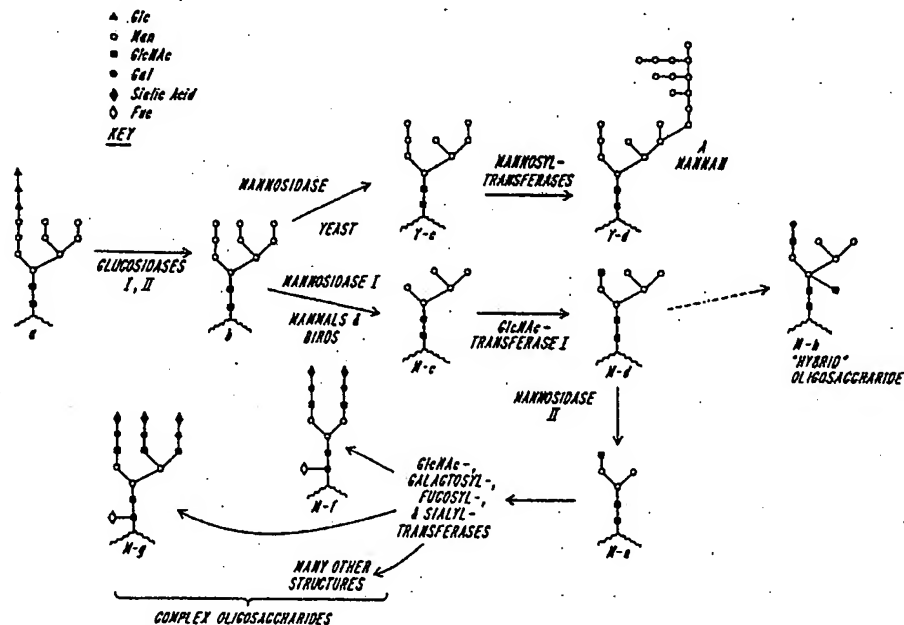 Glc
Man
GlcNAc
Gal
Sialic Acid
Fuc
KEY
a
GLUCOSIDASES
I, II
b
MANNOSIDASE
YEAST
Y-c
MANNOSYL-
TRANSFERASES
Y-d
A
MANNAN
MANNOSIDASE I
MAMMALS &
BIRDS
M-c
GlcNAc-
TRANSFERASE I
M-d
M-h
"HYBRID"
OLIGOSACCHARIDE
MANNOSIDASE
II
M-e
GlcNAc-,
GALACTOSYL-,
FUCOSYL-,
& SIALYL-
TRANSFERASES
M-f
M-g
MANY OTHER
STRUCTURES
COMPLEX OLIGOSACCHARIDES